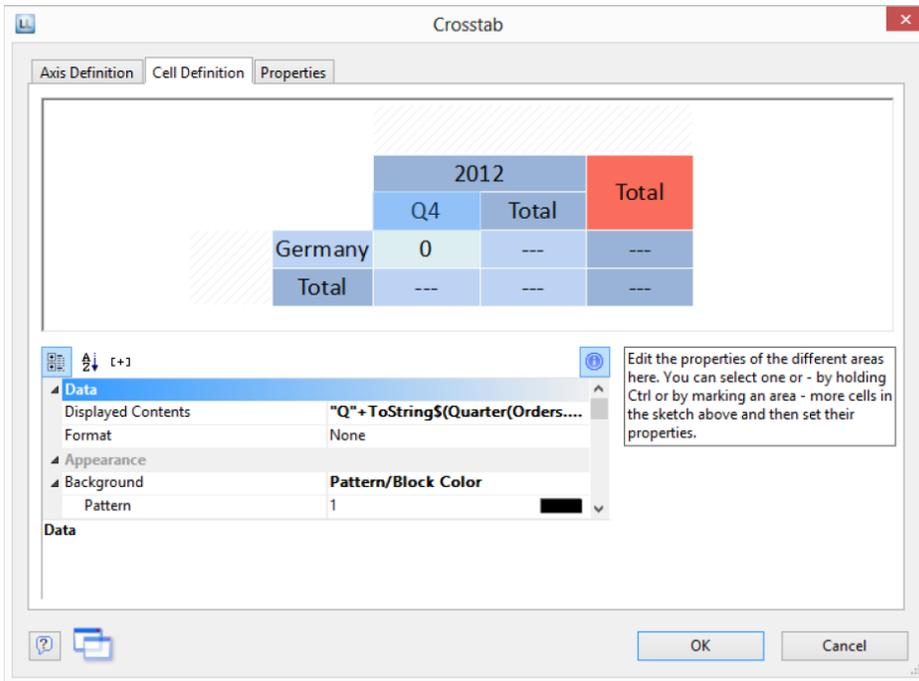 Crosstab
Axis Definition Cell Definition Properties
2012 Total
Q4 Total
Germany 0 --- ---
Total --- --- ---
[+]
Edit the properties of the different areas
here. You can select one or - by holding
Ctrl or by marking an area - more cells in
the sketch above and then set their
properties.
Data
Displayed Contents "Q"+ToString$(Quarter(Orders....
Format None
Appearance
Background Pattern/Block Color
Pattern 1
Data
OK Cancel